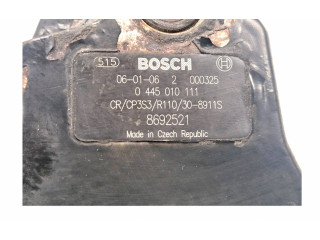 515 BOSCH
06-01-06 2 000325
0 445 010 111
CR/CP3S3/R110/30-8911S
8692521
Made in Czech Republic